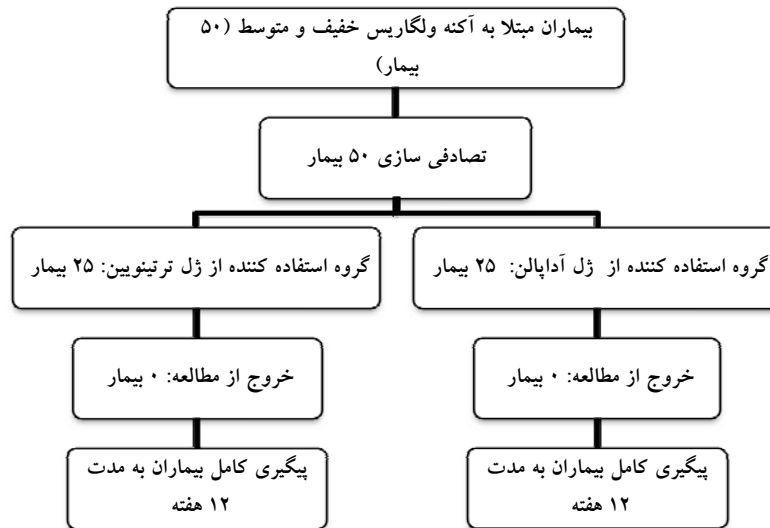 بیماران مبتلا به آکنه ولگاریس خفیف و متوسط (۵۰
بیمار)
تصادفی سازی ۵۰ بیمار
گروه استفاده کننده از ژل آداپالن: ۲۵ بیمار
گروه استفاده کننده از ژل ترتینویین: ۲۵ بیمار
خروج از مطالعه: ۰ بیمار
خروج از مطالعه: ۰ بیمار
پیگیری کامل بیماران به مدت
۱۲ هفته
پیگیری کامل بیماران به مدت
۱۲ هفته